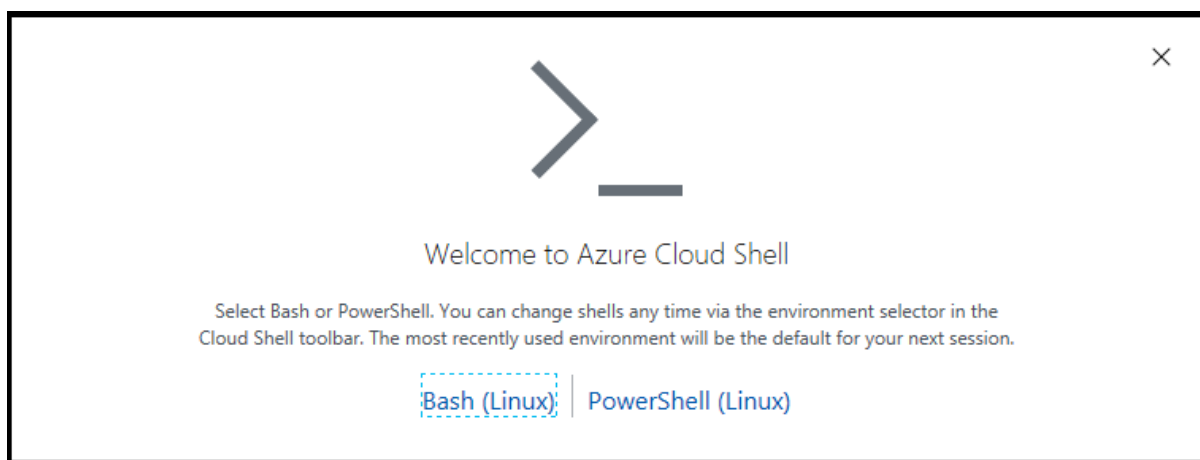 Welcome to Azure Cloud Shell
Select Bash or PowerShell. You can change shells any time via the environment selector in the
Cloud Shell toolbar. The most recently used environment will be the default for your next session.
Bash (Linux) PowerShell (Linux)